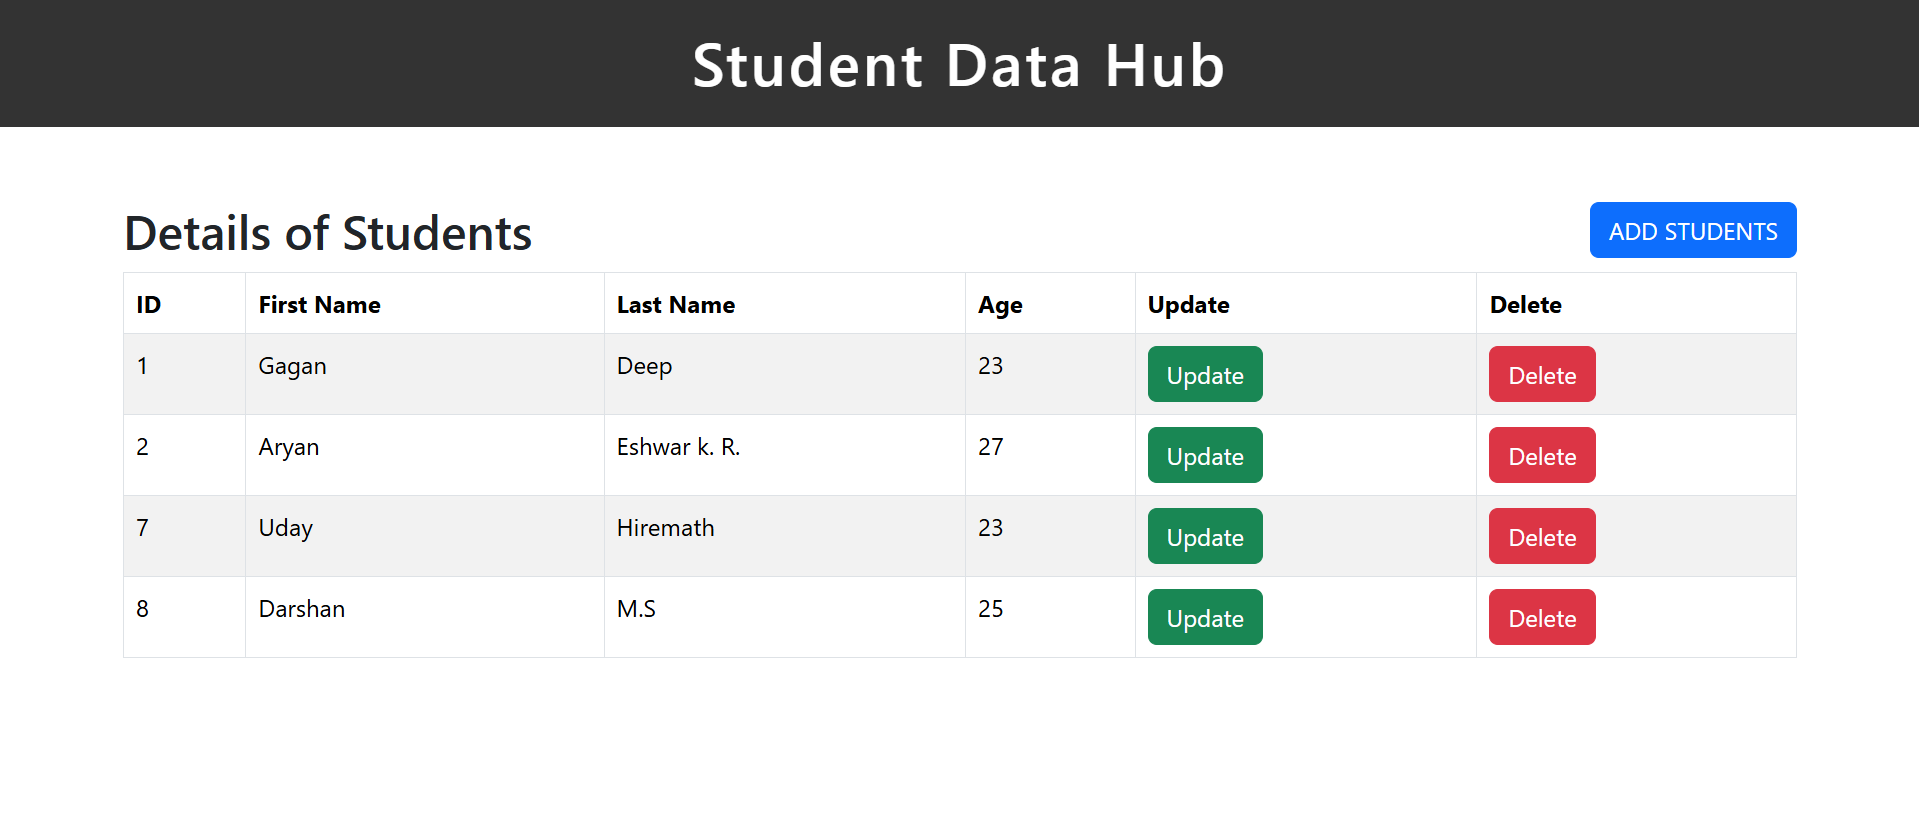 Student Data Hub
Details of Students
ADD STUDENTS
ID First Name Last Name Age Update Delete
1 Gagan Deep 23 Update Delete
2 Aryan Eshwar k. R. 27 Update Delete
7 Uday Hiremath 23 Update Delete
8 Darshan M.S 25 Update Delete